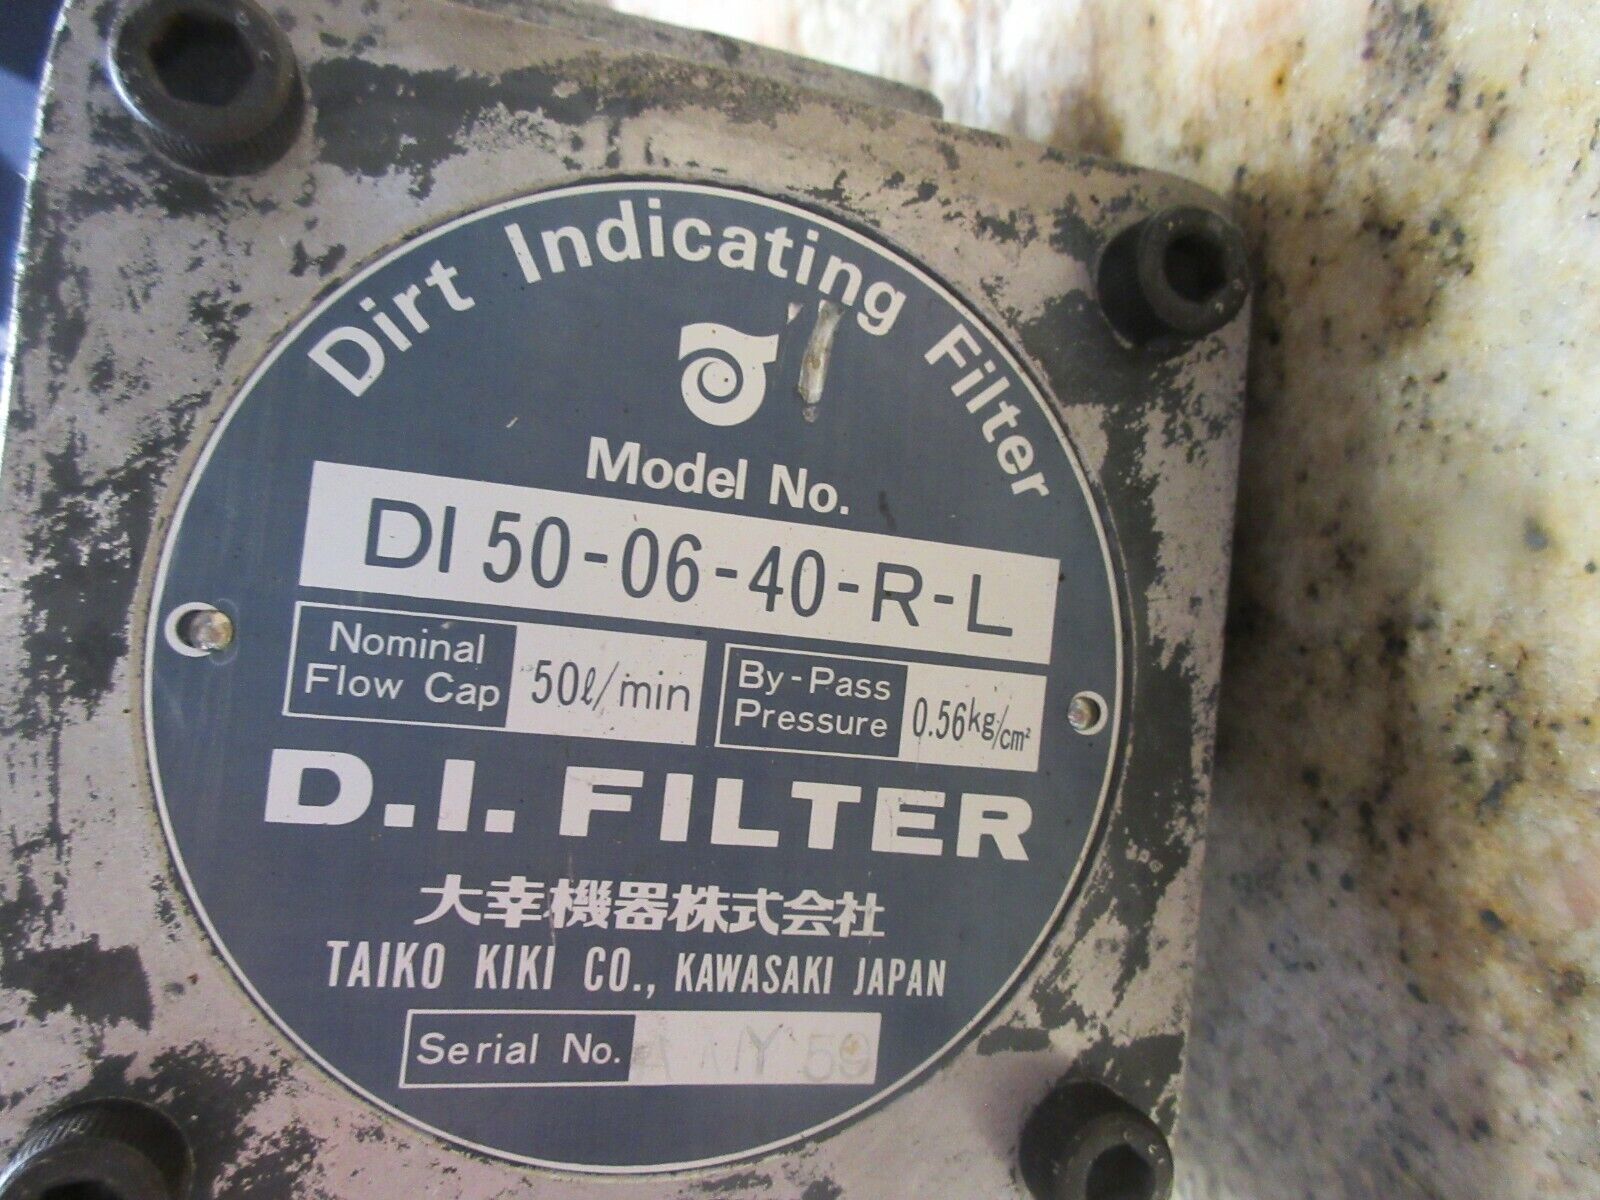 Dirt Indicating Filter
Model No.
DI 50-06-40-R-L
Nominal Flow Cap 50ℓ/min
By-Pass Pressure 0.56kg/cm²
D.I. FILTER
大幸機器株式会社
TAIKO KIKI CO., KAWASAKI JAPAN
Serial No.